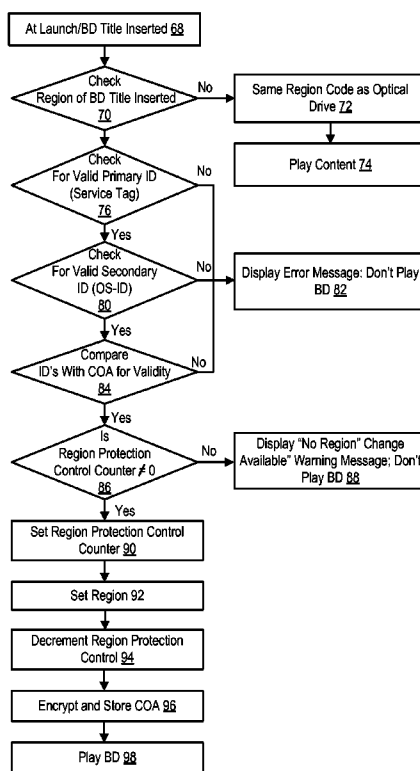 At Launch/BD Title Inserted 68
Check
Region of BD Title Inserted
70
No
Same Region Code as Optical
Drive 72
Play Content 74
Check
For Valid Primary ID
(Service Tag)
76
No
Yes
Check
For Valid Secondary
ID (OS-ID)
80
No
Display Error Message: Don't Play
BD 82
Yes
Compare
ID's With COA for Validity
84
No
Yes
Is
Region Protection
Control Counter ≠ 0
86
No
Display “No Region” Change
Available” Warning Message; Don't
Play BD 88
Yes
Set Region Protection Control
Counter 90
Set Region 92
Decrement Region Protection
Control 94
Encrypt and Store COA 96
Play BD 98